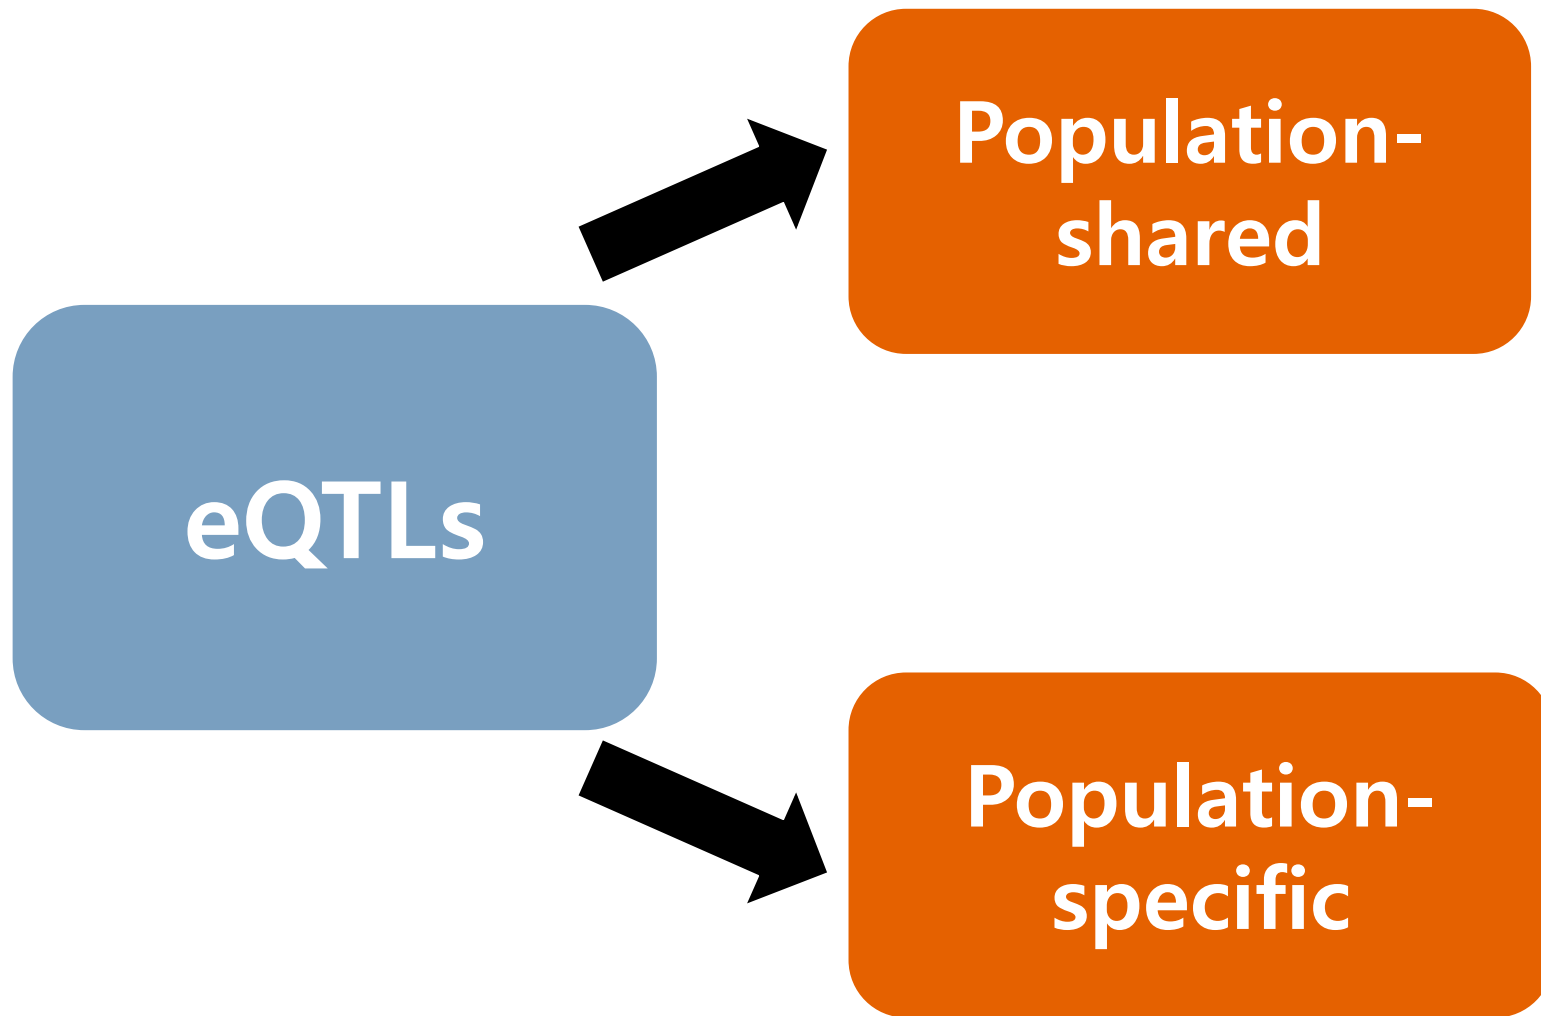 Population-
shared
eQTLs
Population-
specific